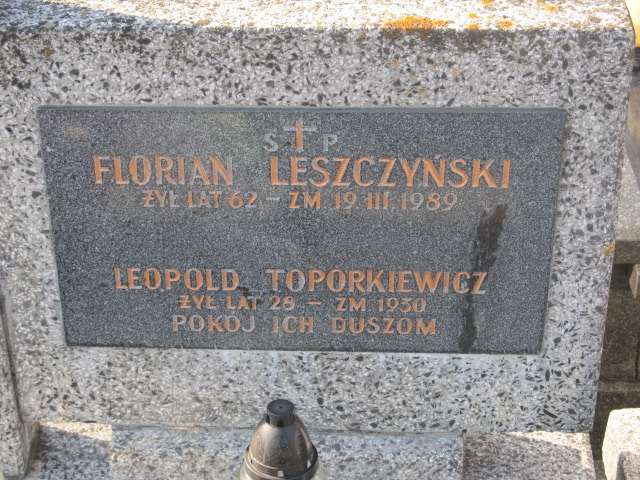 S † P
FLORIAN LESZCZYŃSKI
ŻYŁ LAT 62 – ZM 19 III 1989
LEOPOLD TOPORKIEWICZ
ŻYŁ LAT 28 – ZM 1930
POKÓJ ICH DUSZOM